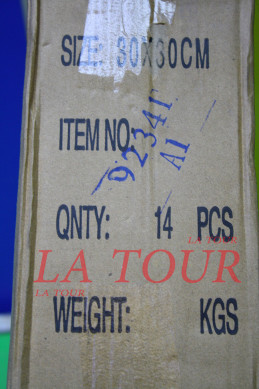 SIZE: 30X30CM
ITEM NO.
92341
A1
QNTY: 14 PCS
LA TOUR
LA TOUR
LA TOUR
WEIGHT: KGS